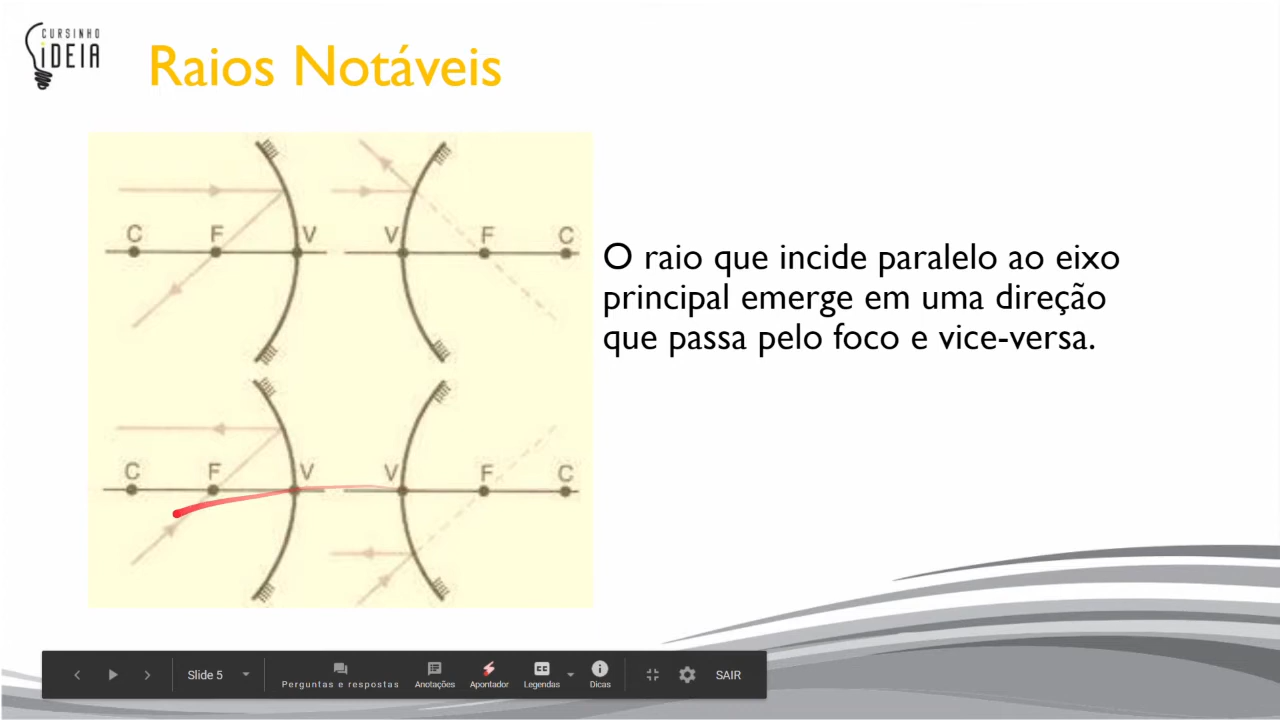 CURSINHO
iDEIA
Raios Notáveis
C F V V F C
O raio que incide paralelo ao eixo
principal emerge em uma direção
que passa pelo foco e vice-versa.
C F V V F C
Slide 5
Perguntas e respostas
Anotações
Apontador
CC
Legendas
Dicas
SAIR